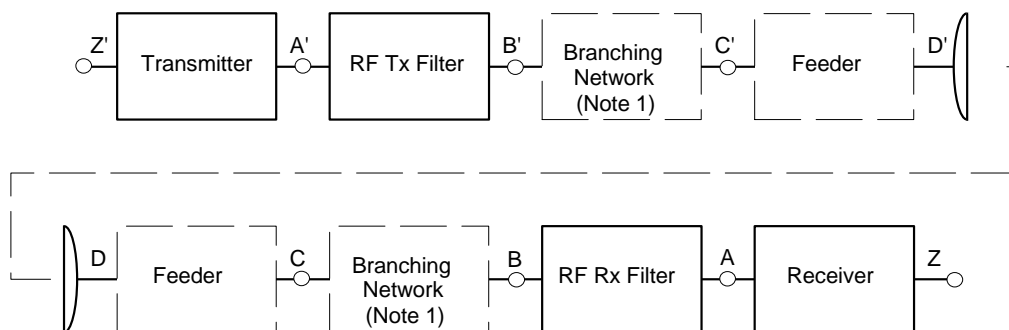 Z'
Transmitter
A'
RF Tx Filter
B'
Branching
Network
(Note 1)
C'
Feeder
D'
D
Feeder
C
Branching
Network
(Note 1)
B
RF Rx Filter
A
Receiver
Z